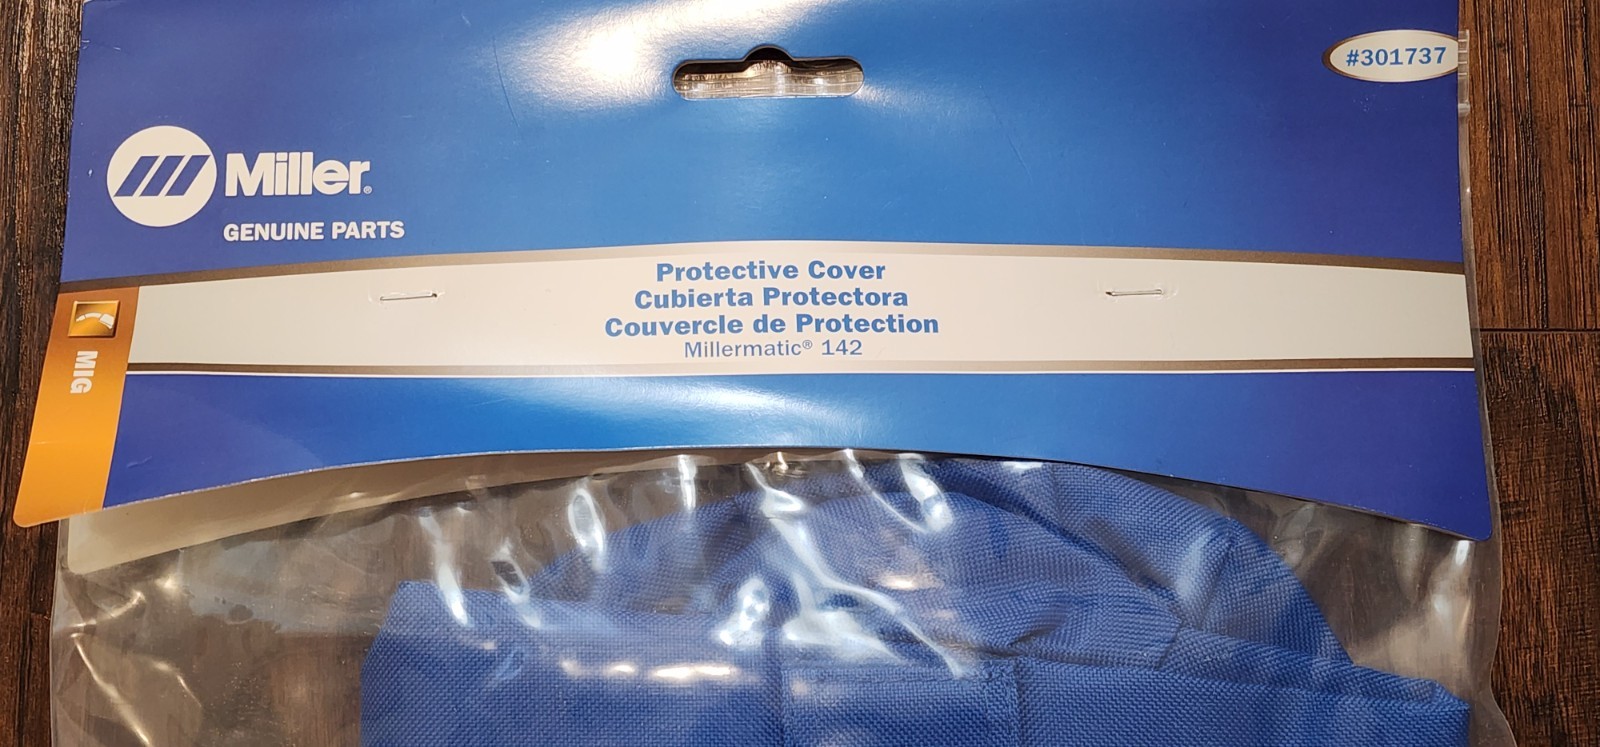 #301737
Miller®
GENUINE PARTS
Protective Cover
Cubierta Protectora
Couvercle de Protection
Millermatic® 142
MIG